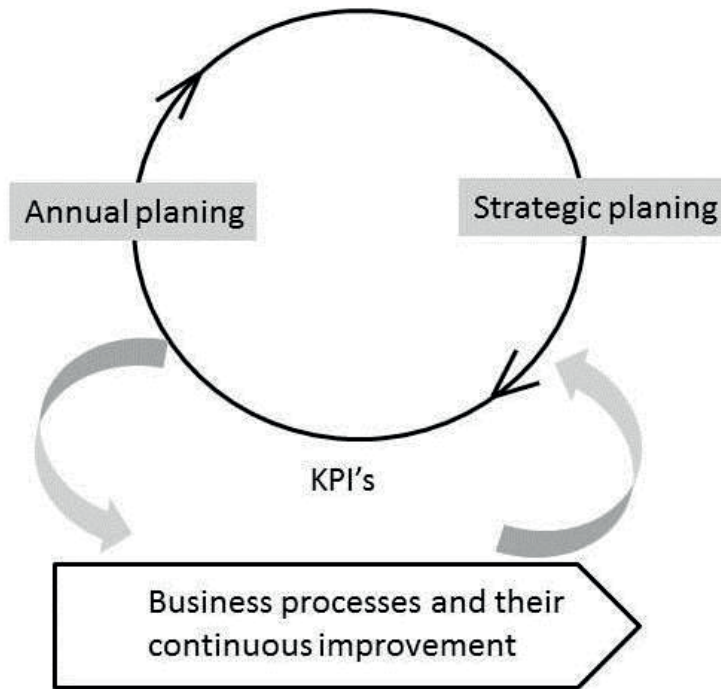 Annual planing
Strategic planing
KPI's
Business processes and their
continuous improvement